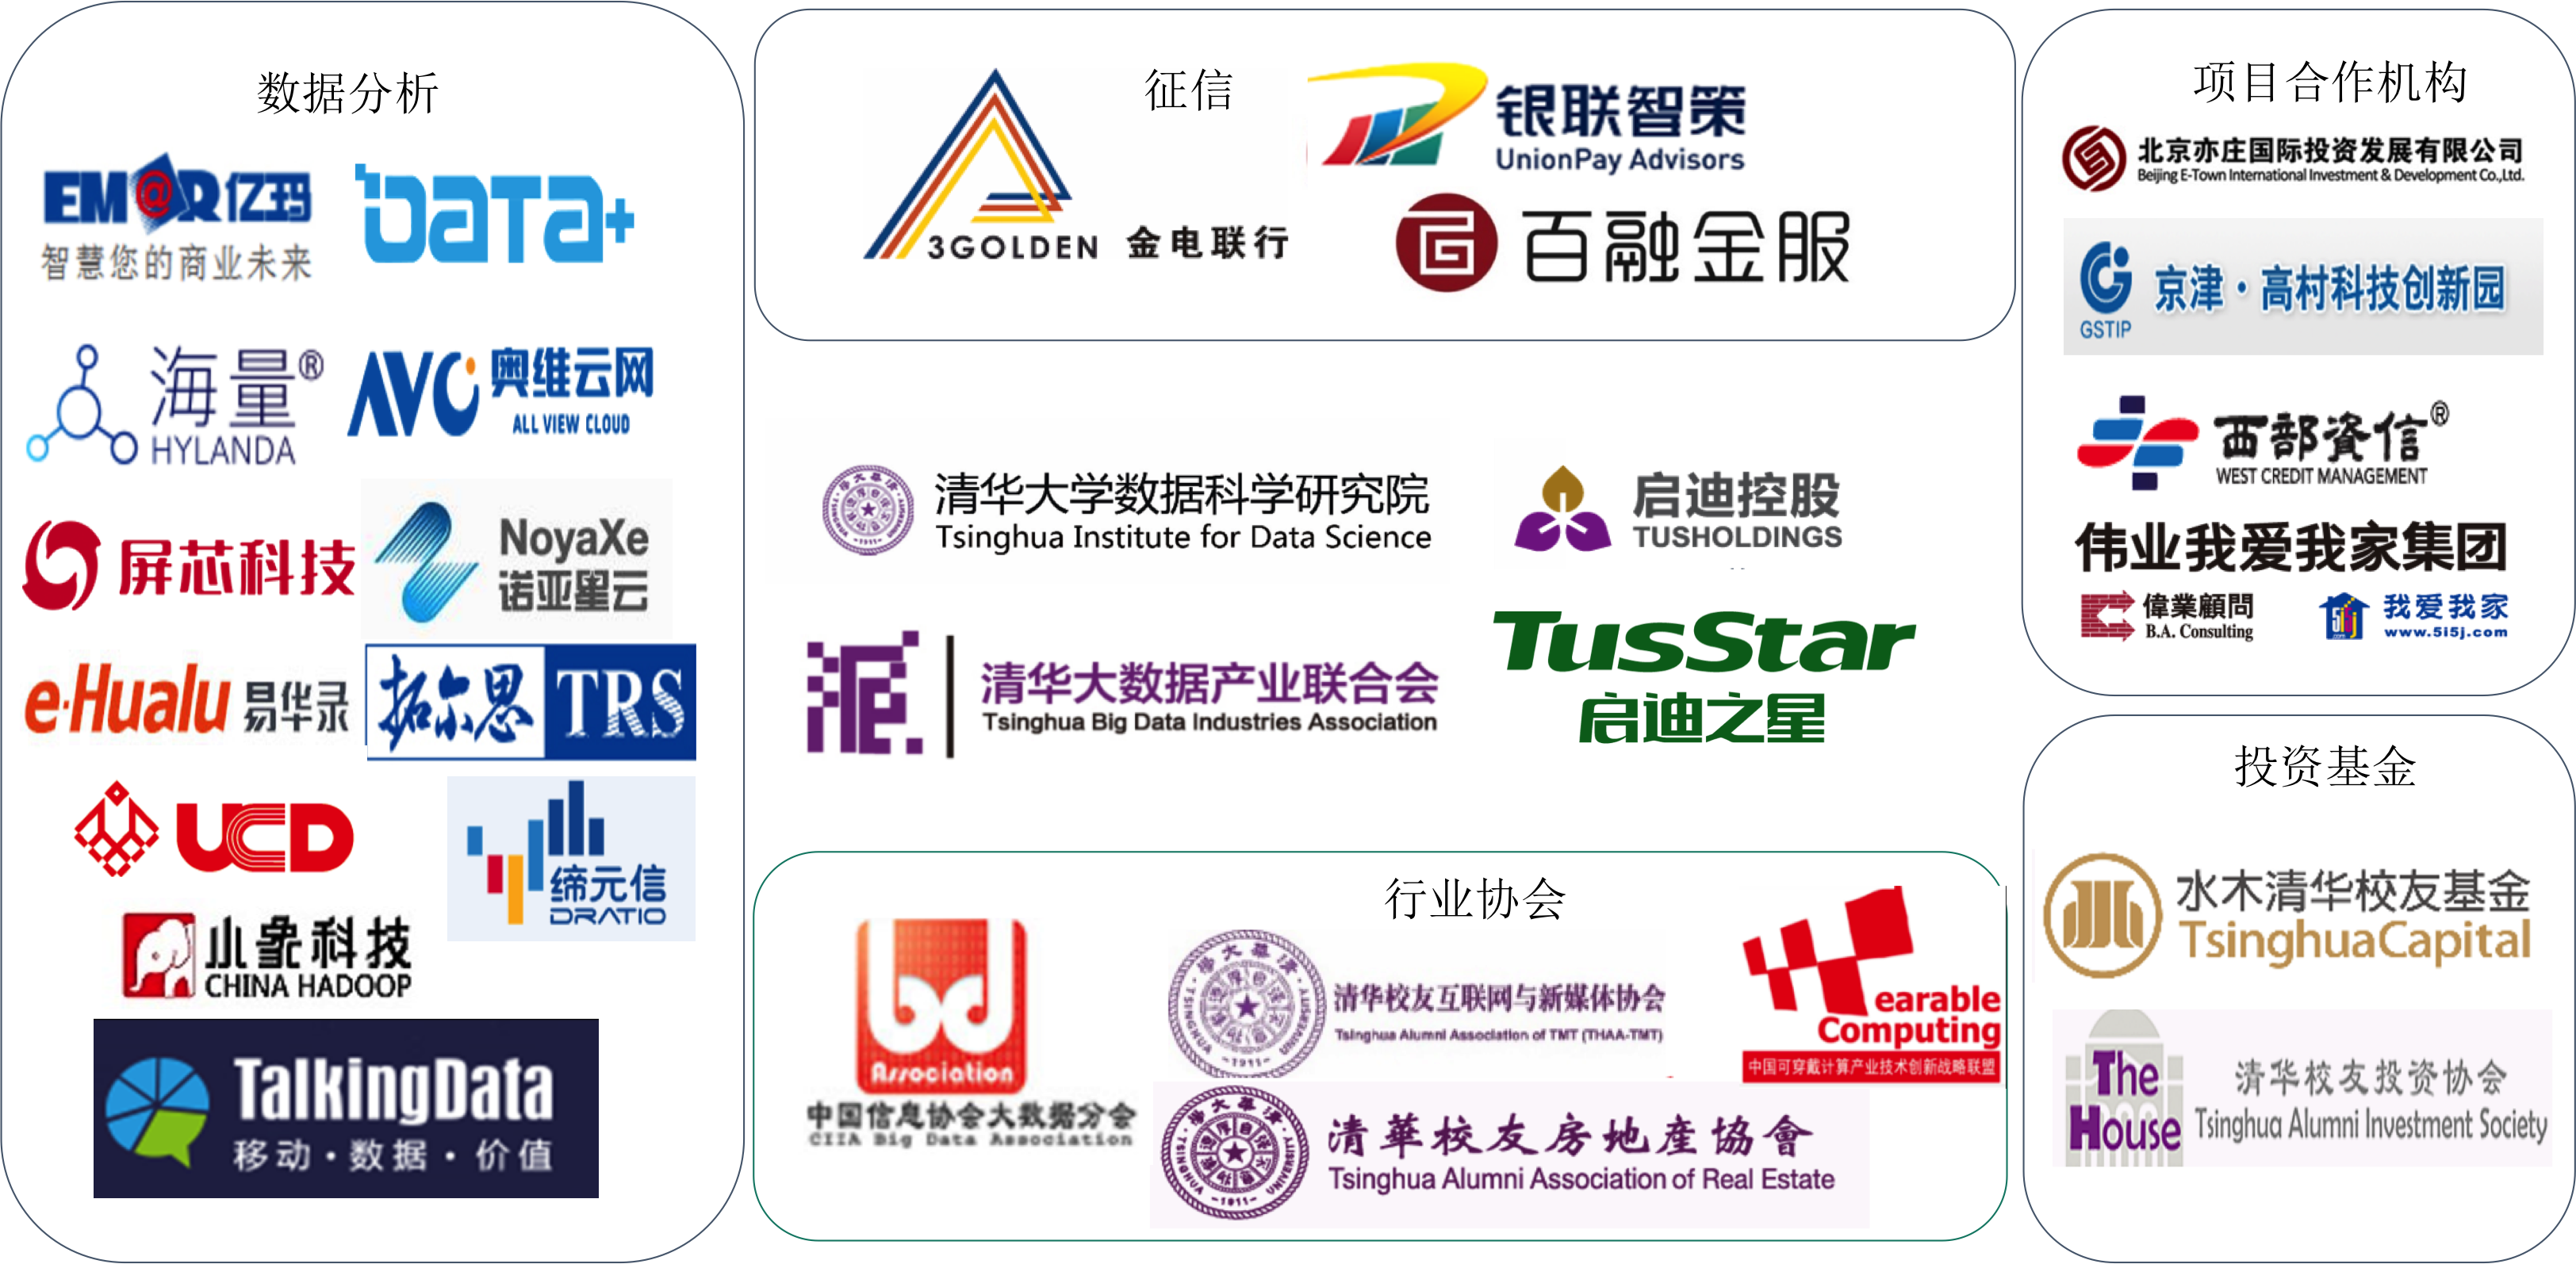 数据分析
EM@R 亿玛
智慧您的商业未来
DATA+
海量®
HYLANDA
AVC 奥维云网
ALL VIEW CLOUD
屏芯科技
NoyaXe
诺亚星云
e·Hualu 易华录
拓尔思 TRS
UCD
缔元信
DRATIO
小象科技
CHINA HADOOP
TalkingData
移动·数据·价值
征信
3GOLDEN 金电联行
银联智策
UnionPay Advisors
百融金服
清华大学数据科学研究院
Tsinghua Institute for Data Science
启迪控股
TUSHOLDINGS
清华大数据产业联合会
Tsinghua Big Data Industries Association
TusStar
启迪之星
行业协会
bd
Association
中国信息协会大数据分会
CIIA Big Data Association
清华校友互联网与新媒体协会
Tsinghua Alumni Association of TMT (THAA-TMT)
Wearable
Computing
中国可穿戴计算产业技术创新战略联盟
清華校友房地産協會
Tsinghua Alumni Association of Real Estate
项目合作机构
北京亦庄国际投资发展有限公司
Beijing E-Town International Investment & Development Co.,Ltd.
GSTIP
京津·高村科技创新园
西部資信®
WEST CREDIT MANAGEMENT
伟业我爱我家集团
偉業顧問
B.A. Consulting
我爱我家
www.5i5j.com
投资基金
水木清华校友基金
TsinghuaCapital
The
House
清华校友投资协会
Tsinghua Alumni Investment Society